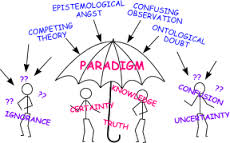 EPISTEMOLOGICAL
ANGST
CONFUSING
OBSERVATION
COMPETING
THEORY
ONTOLOGICAL
DOUBT
PARADIGM
??
??
??
IGNORANCE
CERTAINTY
KNOWLEDGE
TRUTH
??
??
CONFUSION
UNCERTAINTY